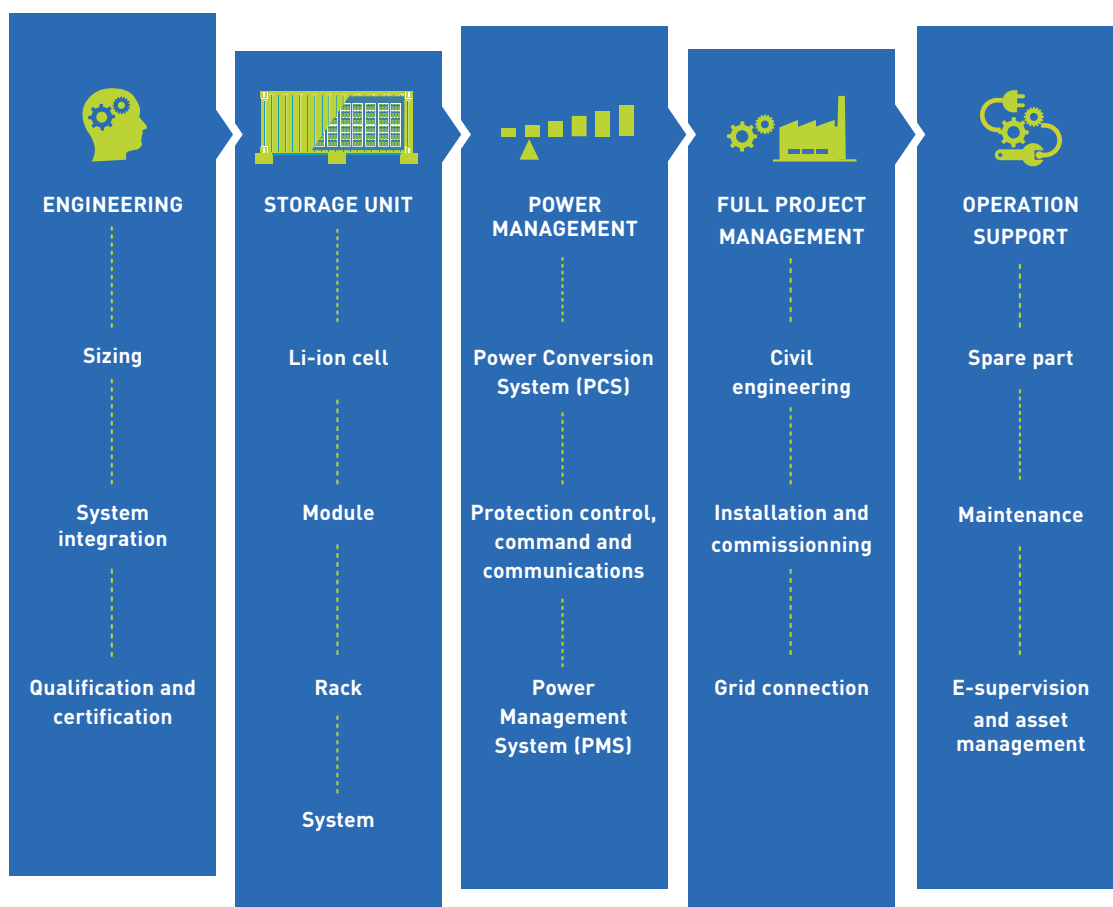 ENGINEERING
Sizing
System
integration
Qualification and
certification
STORAGE UNIT
Li-ion cell
Module
Rack
System
POWER
MANAGEMENT
Power Conversion
System (PCS)
Protection control,
command and
communications
Power
Management
System (PMS)
FULL PROJECT
MANAGEMENT
Civil
engineering
Installation and
commissionning
Grid connection
OPERATION
SUPPORT
Spare part
Maintenance
E-supervision
and asset
management